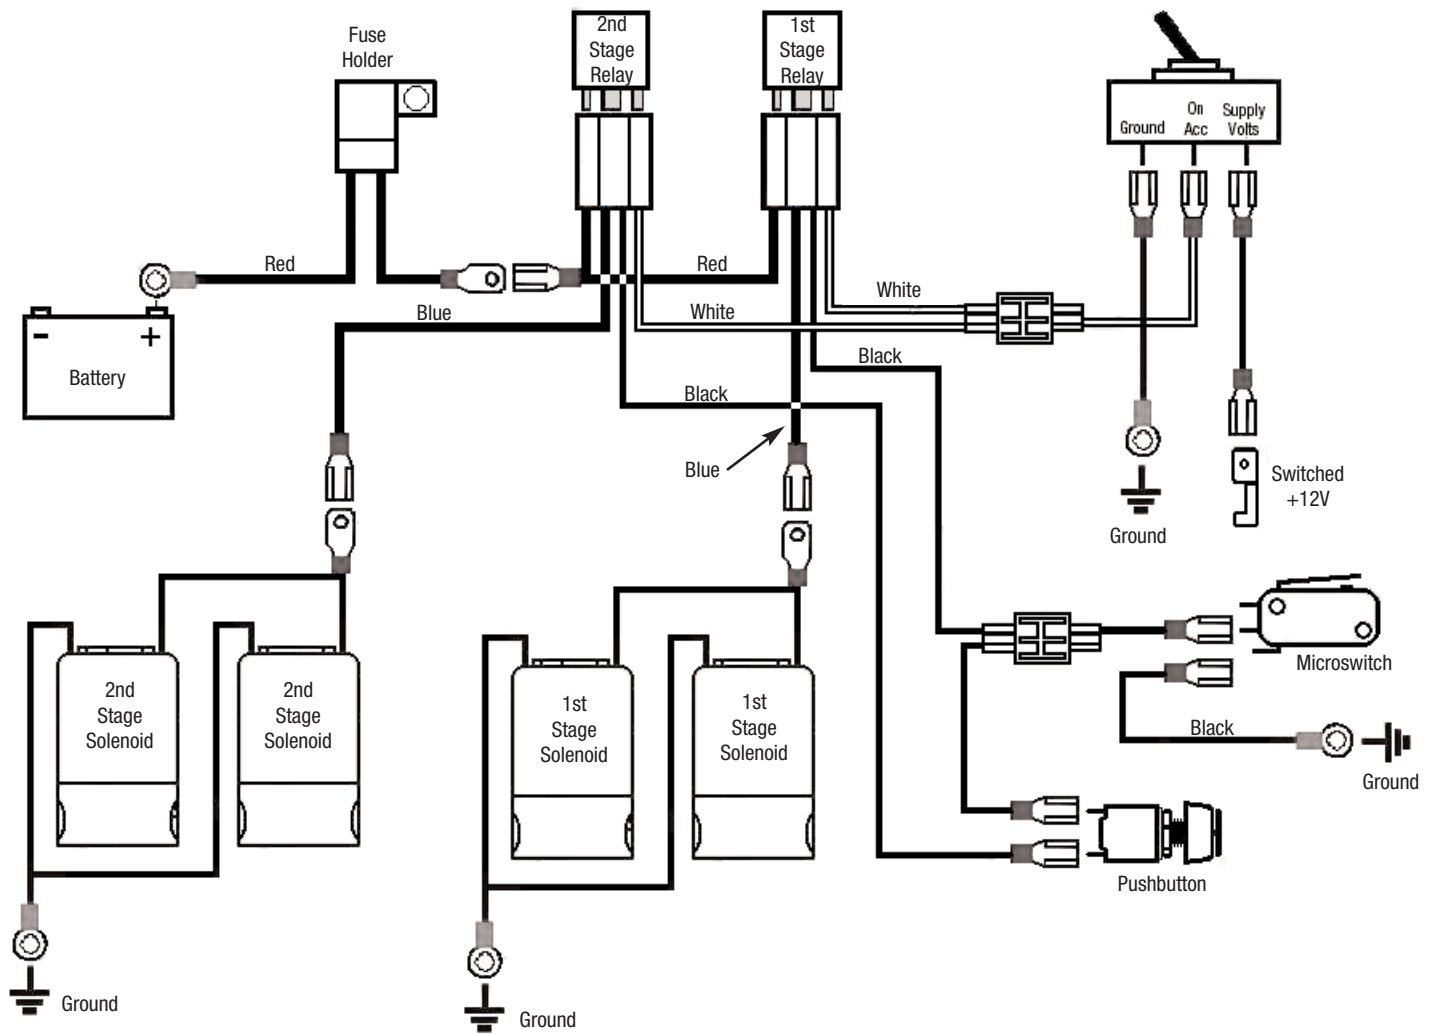 Fuse
Holder
2nd
Stage
Relay
1st
Stage
Relay
Ground
On
Acc
Supply
Volts
Red
Red
Blue
White
White
Black
Black
Blue
-
+
Battery
Switched
+12V
Ground
Microswitch
Black
Ground
2nd
Stage
Solenoid
2nd
Stage
Solenoid
1st
Stage
Solenoid
1st
Stage
Solenoid
Pushbutton
Ground
Ground